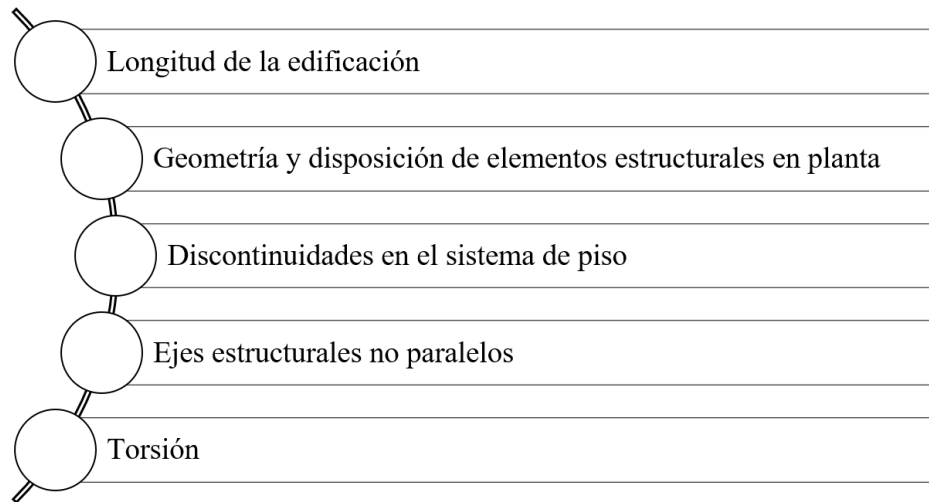 Longitud de la edificación
Geometría y disposición de elementos estructurales en planta
Discontinuidades en el sistema de piso
Ejes estructurales no paralelos
Torsión